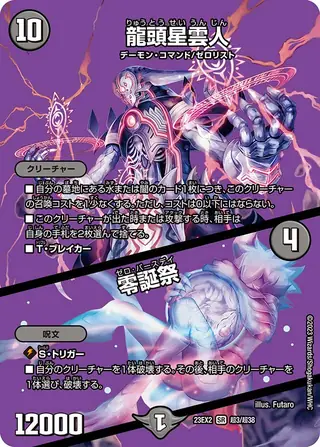 10
りゅうとうせいうんじん
龍頭星雲人
デーモン・コマンド/ゼロリスト
クリーチャー
■自分の墓地にある水または闇のカード1枚につき、このクリーチャー
の召喚コストを1少なくする。ただし、コストは0以下にはならない。
■このクリーチャーが出た時または攻撃する時、相手は
自身の手札を2枚選んで捨てる。
■T・ブレイカー
4
ゼロ・バースデイ
零誕祭
呪文
■S・トリガー
■自分のクリーチャーを1体破壊する。その後、相手のクリーチャーを
1体選び、破壊する。
illus. Futaro
23EX2 SR 超3/超38
12000
©2023 Wizards/Shogakukan/WHC